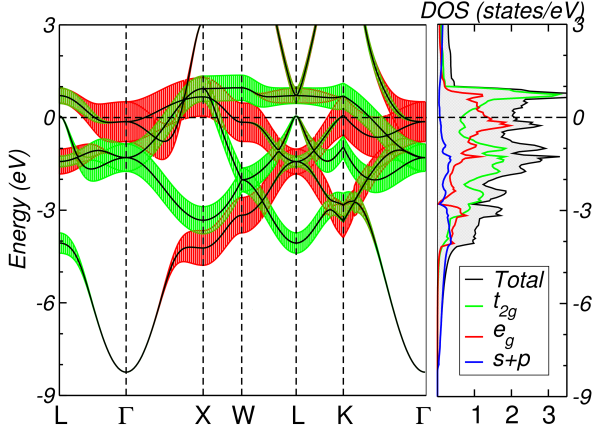 DOS (states/eV)
3
0
-3
-6
-9
Energy (eV)
L Γ X W L K Γ
3
0
-3
-6
-9
1 2 3
Total
t2g
eg
s+p